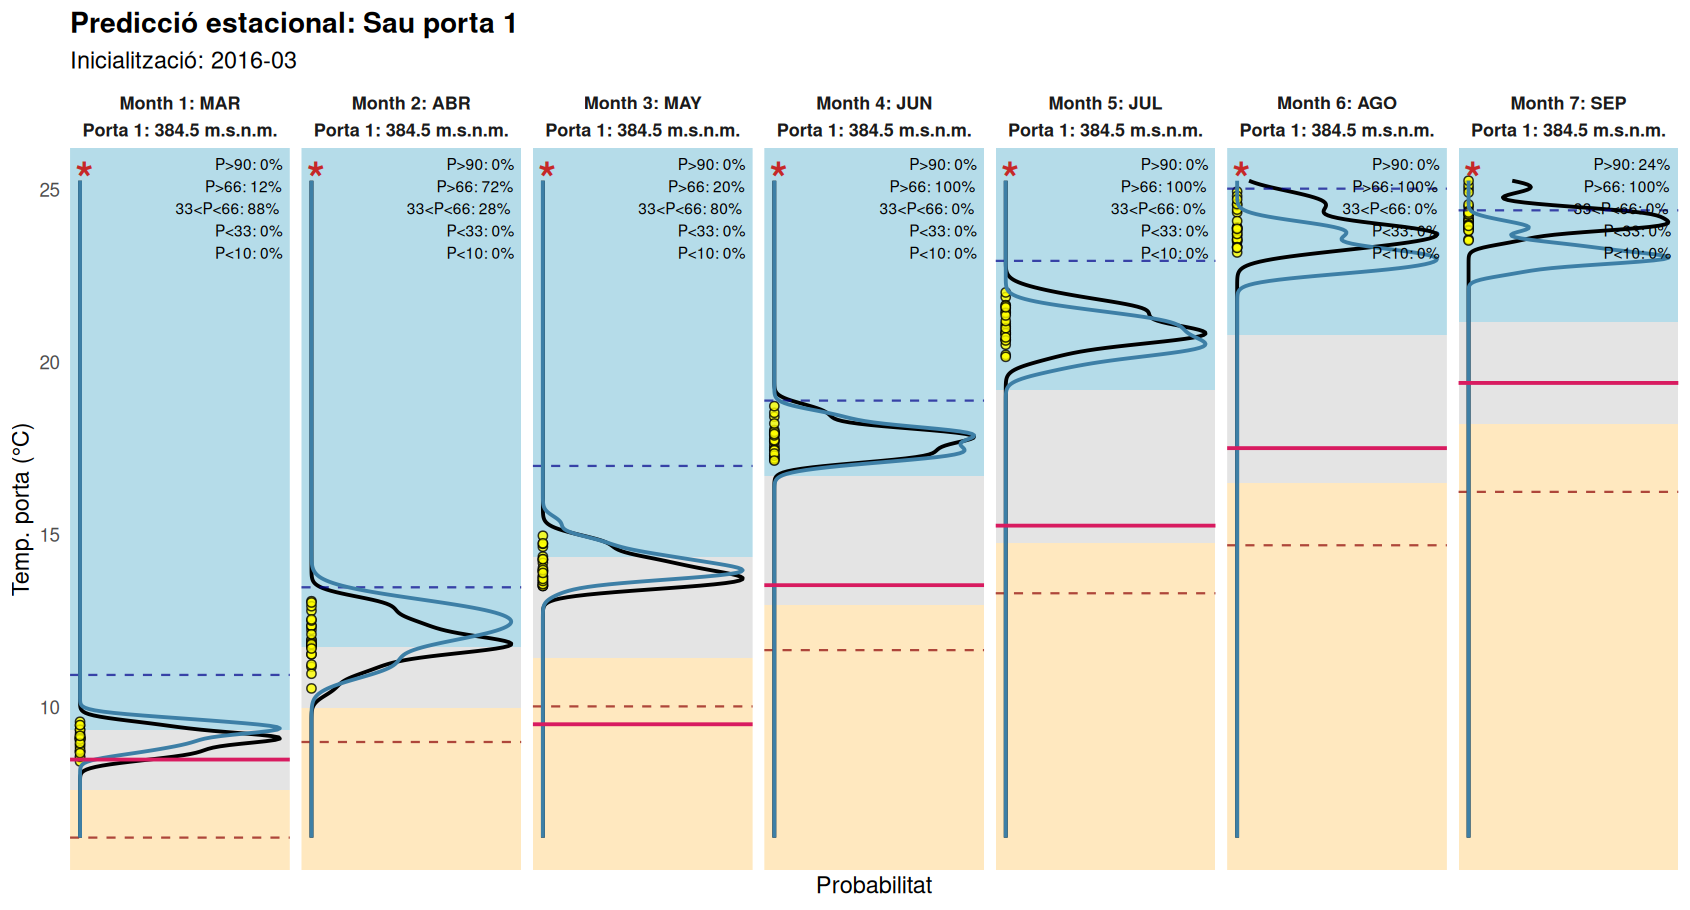 Predicció estacional: Sau porta 1
Inicialització: 2016-03
Month 1: MAR
Porta 1: 384.5 m.s.n.m.
Month 2: ABR
Porta 1: 384.5 m.s.n.m.
Month 3: MAY
Porta 1: 384.5 m.s.n.m.
Month 4: JUN
Porta 1: 384.5 m.s.n.m.
Month 5: JUL
Porta 1: 384.5 m.s.n.m.
Month 6: AGO
Porta 1: 384.5 m.s.n.m.
Month 7: SEP
Porta 1: 384.5 m.s.n.m.
*
P>90: 0%
P>66: 12%
33<P<66: 88%
P<33: 0%
P<10: 0%
*
P>90: 0%
P>66: 72%
33<P<66: 28%
P<33: 0%
P<10: 0%
*
P>90: 0%
P>66: 20%
33<P<66: 80%
P<33: 0%
P<10: 0%
*
P>90: 0%
P>66: 100%
33<P<66: 0%
P<33: 0%
P<10: 0%
*
P>90: 0%
P>66: 100%
33<P<66: 0%
P<33: 0%
P<10: 0%
*
P>90: 0%
P>66: 100%
33<P<66: 0%
P<33: 0%
P<10: 0%
*
P>90: 24%
P>66: 100%
33<P<66: 0%
P<33: 0%
P<10: 0%
25
20
15
10
Temp. porta (°C)
Probabilitat